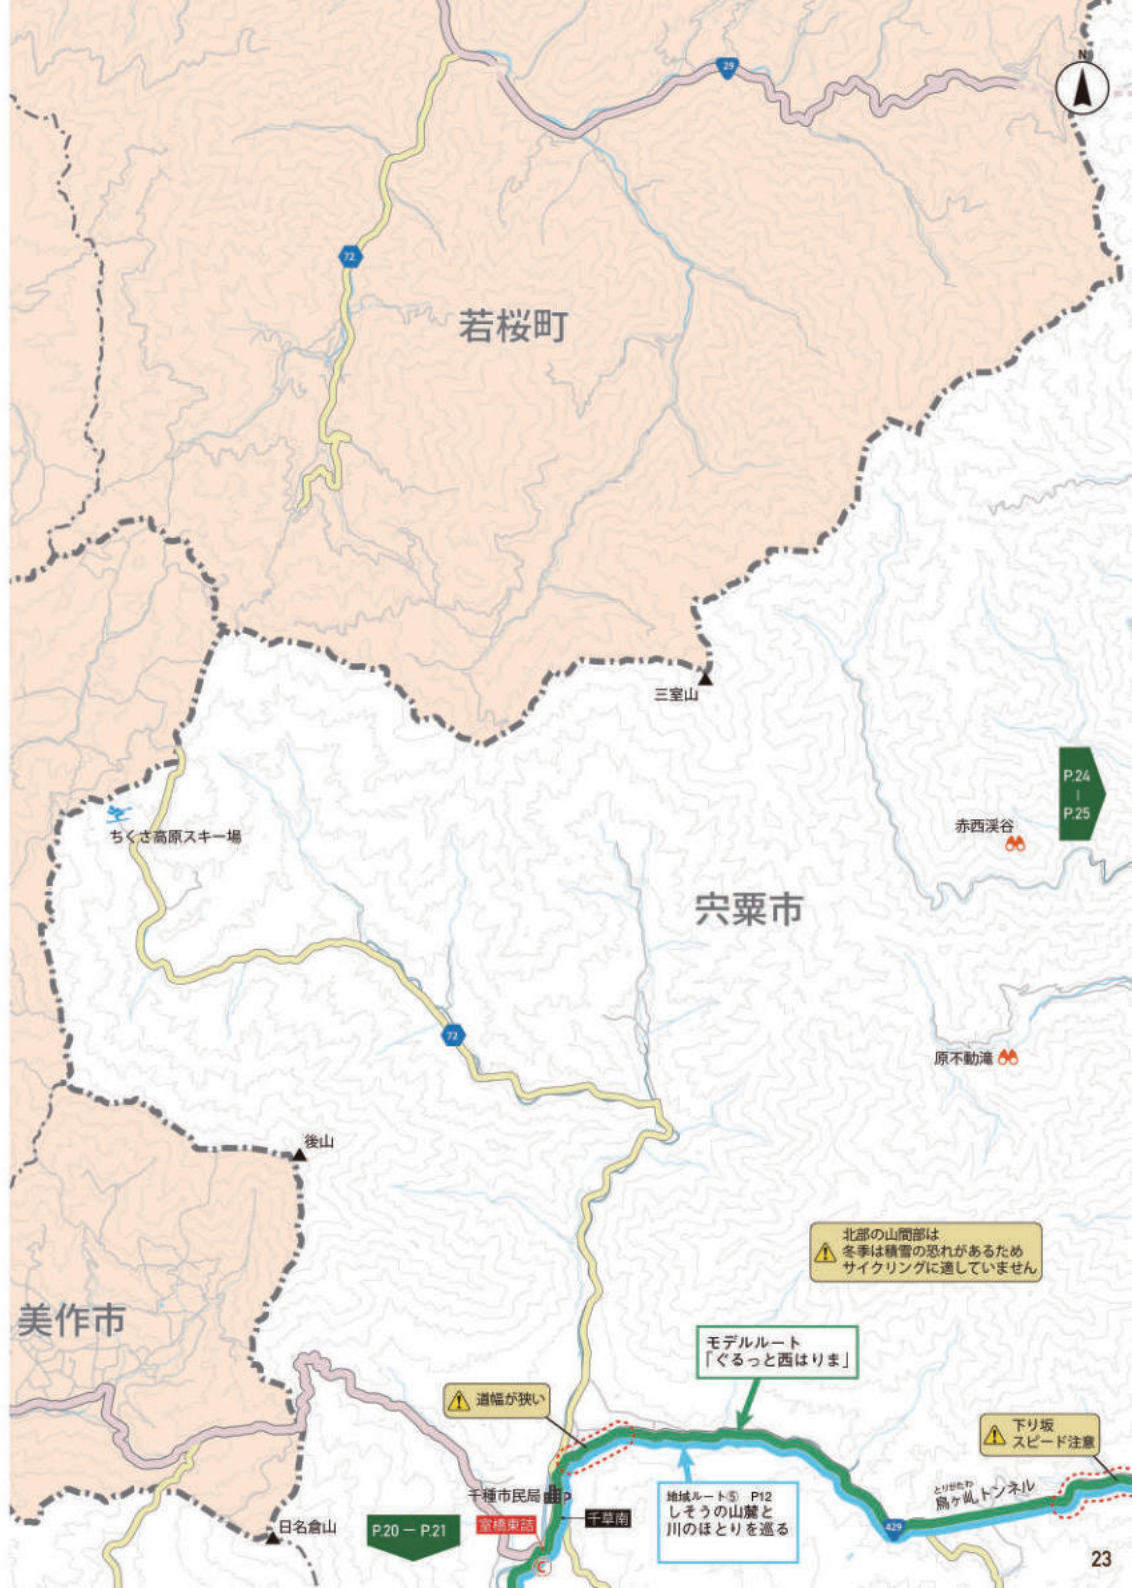 N
29
72
若桜町
三室山
P.24
|
P.25
ちくさ高原スキー場
赤西渓谷
宍粟市
72
原不動滝
後山
北部の山間部は
冬季は積雪の恐れがあるため
サイクリングに適していません
美作市
モデルルート
「ぐるっと西はりま」
道幅が狭い
下り坂
スピード注意
とりがたわ
鳥ヶ乢トンネル
千種市民局
P
地域ルート⑤ P12
しそうの山麓と
川のほとりを巡る
千草南
室橋東詰
日名倉山
P.20 － P.21
429
C
23